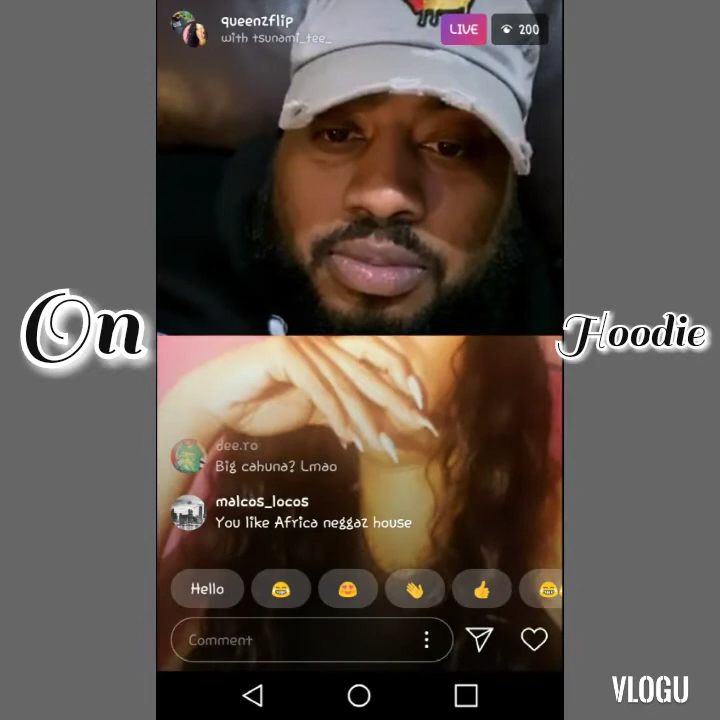 queenzflip
with tsunami_tee_
LIVE
200
On
Hoodie
dee.ro
Big cahuna? Lmao
malcos_locos
You like Africa neggaz house
Hello
Comment
VLOGU